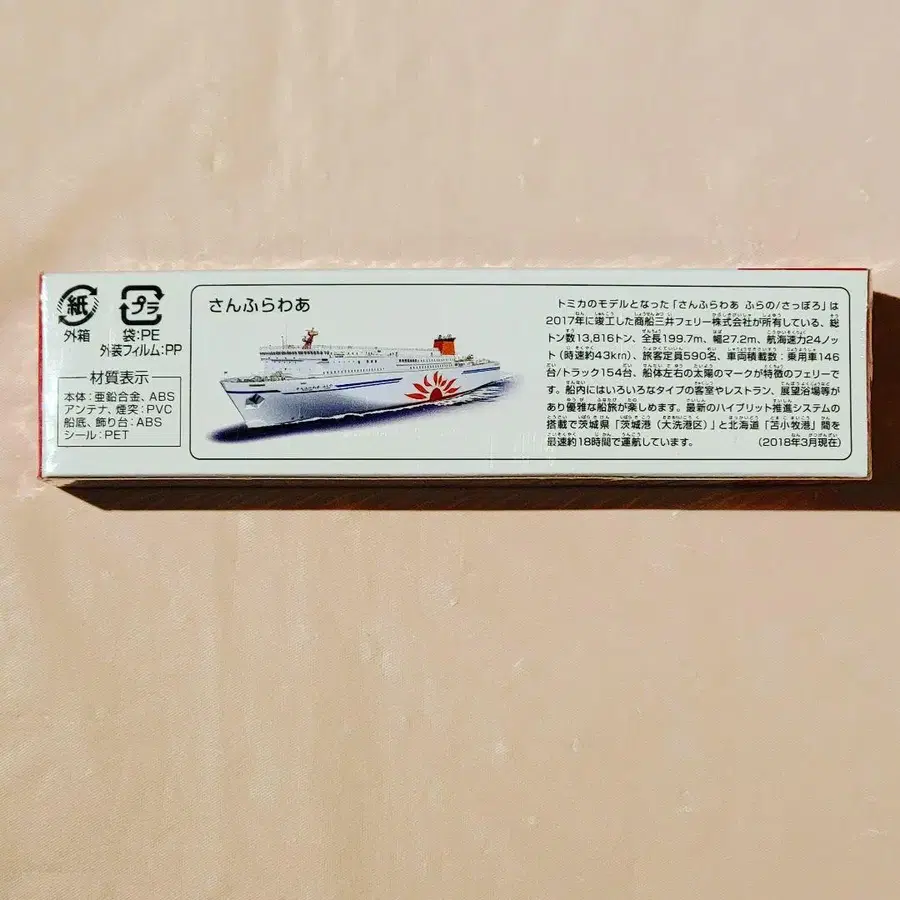 紙
外箱
プラ
袋:PE
外装フィルム:PP
材質表示
本体:亜鉛合金、ABS
アンテナ、煙突:PVC
船底、飾り台:ABS
シール:PET
さんふらわあ
トミカのモデルとなった「さんふらわあ ふらの/さっぽろ」は
2017年に竣工した商船三井フェリー株式会社が所有している、総
トン数13,816トン、全長199.7m、幅27.2m、航海速力24ノッ
ト(時速約43km)、旅客定員590名、車両積載数:乗用車146
台/トラック154台、船体左右の太陽のマークが特徴のフェリーで
す。船内にはいろいろなタイプの客室やレストラン、展望浴場等が
あり優雅な船旅が楽しめます。最新のハイブリット推進システムの
搭載で茨城県「茨城港(大洗港区)」と北海道「苫小牧港」間を
最速約18時間で運航しています。
(2018年3月現在)